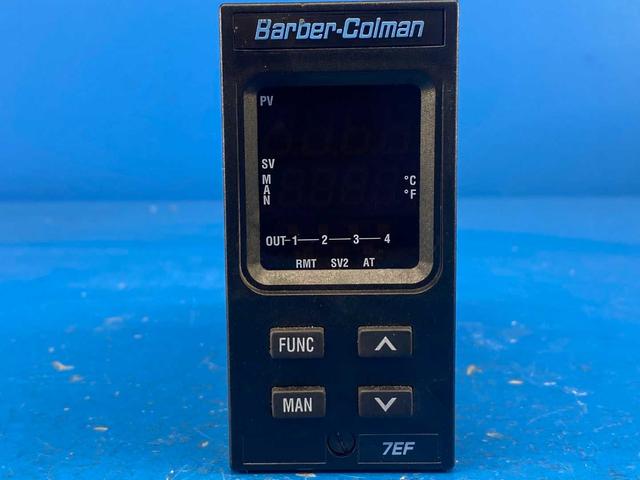 Barber-Colman
PV
SV
MAN
°C
°F
OUT 1 2 3 4
RMT SV2 AT
FUNC
MAN
7EF